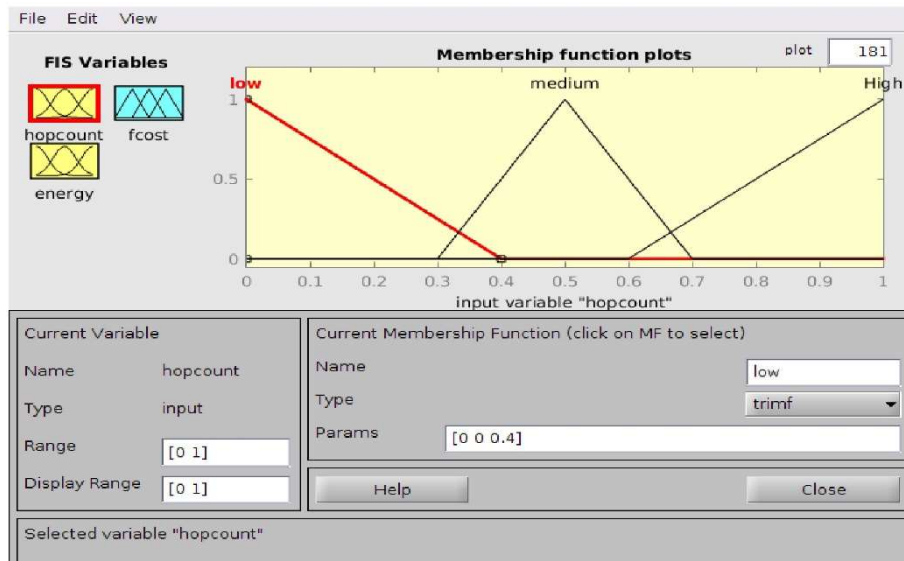 File Edit View
FIS Variables
hopcount
fcost
energy
Membership function plots
plot 181
low
medium
High
1
0.5
0
0 0.1 0.2 0.3 0.4 0.5 0.6 0.7 0.8 0.9 1
input variable "hopcount"
Current Variable
Name hopcount
Type input
Range [0 1]
Display Range [0 1]
Current Membership Function (click on MF to select)
Name low
Type trimf
Params [0 0 0.4]
Help
Close
Selected variable "hopcount"